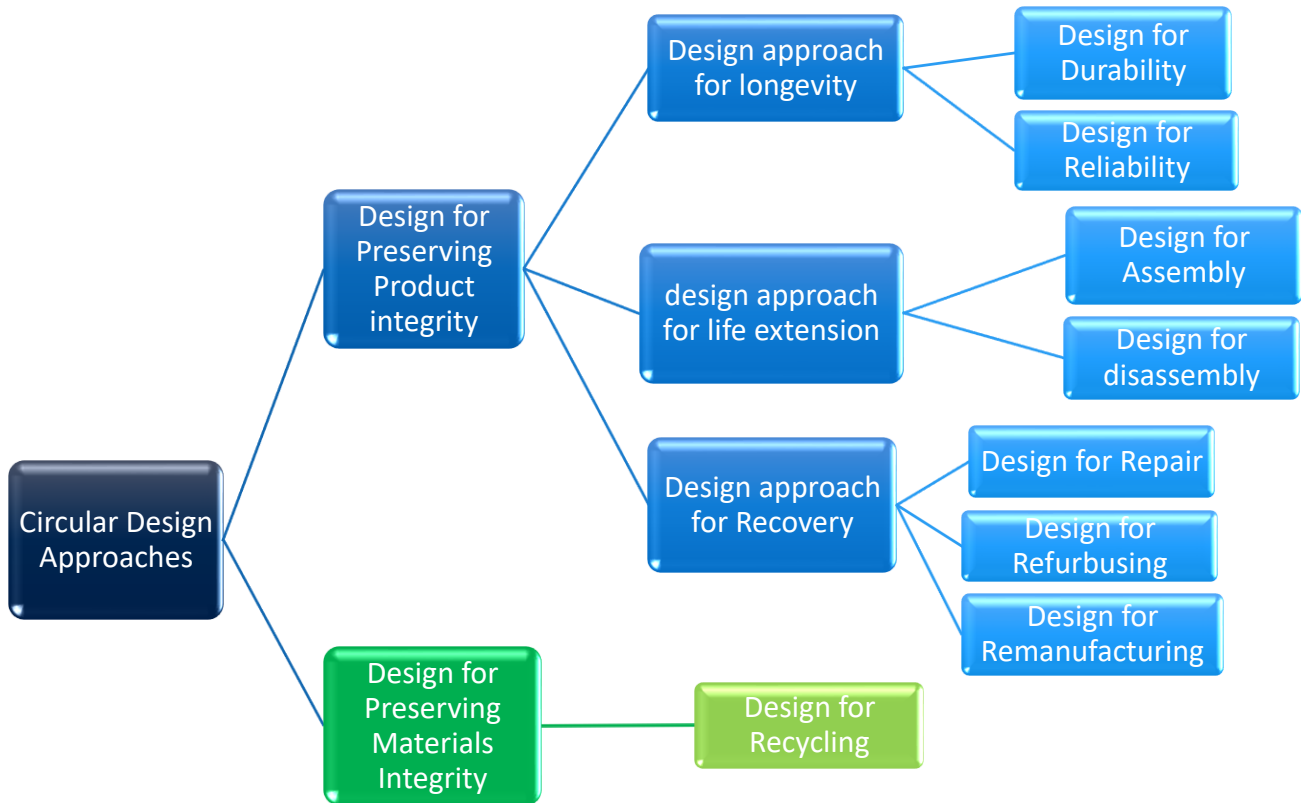 Design approach
for longevity
Design for
Durability
Design for
Reliability
Design for
Preserving
Product
integrity
design approach
for life extension
Design for
Assembly
Design for
disassembly
Design approach
for Recovery
Design for Repair
Design for
Refurbusing
Design for
Remanufacturing
Circular Design
Approaches
Design for
Preserving
Materials
Integrity
Design for
Recycling